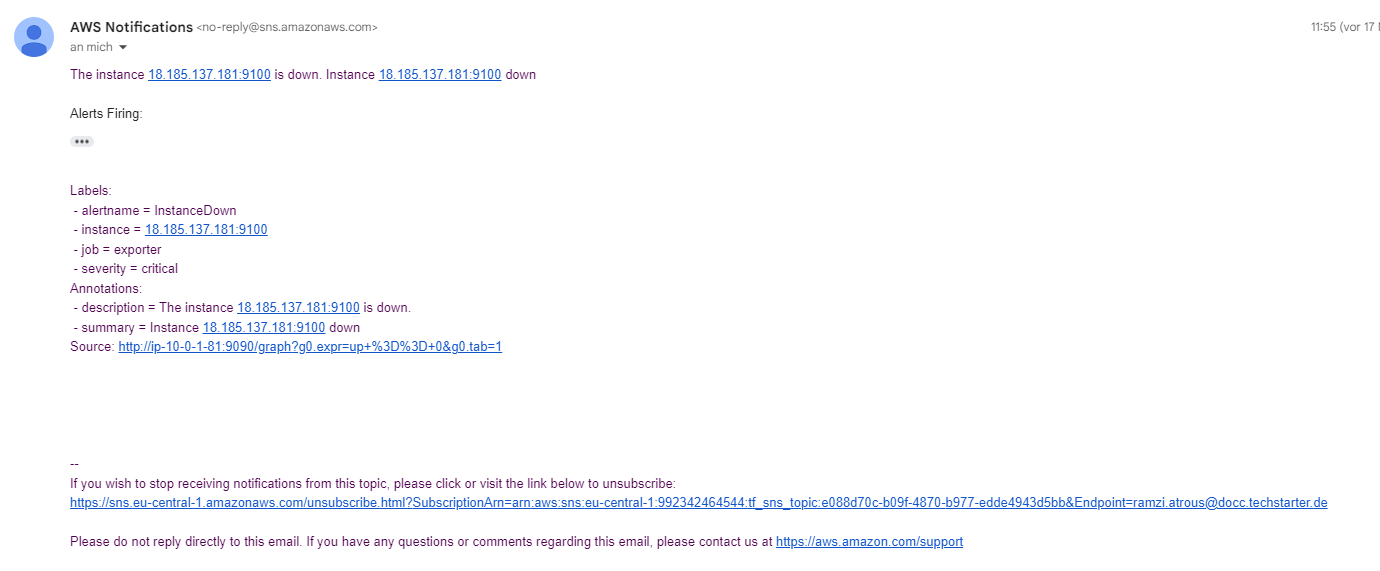 AWS Notifications <no-reply@sns.amazonaws.com>
11:55 (vor 17
an mich
The instance 18.185.137.181:9100 is down. Instance 18.185.137.181:9100 down
Alerts Firing:
Labels:
- alertname = InstanceDown
- instance = 18.185.137.181:9100
- job = exporter
- severity = critical
Annotations:
- description = The instance 18.185.137.181:9100 is down.
- summary = Instance 18.185.137.181:9100 down
Source: http://ip-10-0-1-81:9090/graph?g0.expr=up+%3D%3D+0&g0.tab=1
--
If you wish to stop receiving notifications from this topic, please click or visit the link below to unsubscribe:
https://sns.eu-central-1.amazonaws.com/unsubscribe.html?SubscriptionArn=arn:aws:sns:eu-central-1:992342464544:tf_sns_topic:e088d70c-b09f-4870-b977-edde4943d5bb&Endpoint=ramzi.atrous@docc.techstarter.de
Please do not reply directly to this email. If you have any questions or comments regarding this email, please contact us at https://aws.amazon.com/support